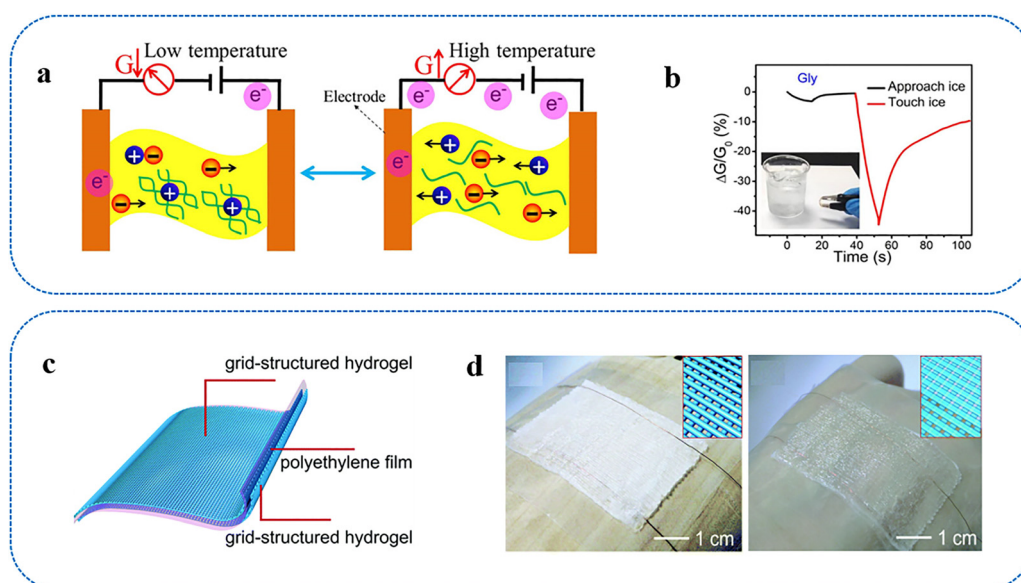 a
G
Low temperature
e-
e-
+
−
−
+
+
−
Electrode
G
High temperature
e-
e-
e-
e-
+
−
+
−
+
−
+
−
b
Gly
Approach ice
Touch ice
0
-10
-20
-30
-40
ΔG/G0 (%)
0 20 40 60 80 100
Time (s)
c
grid-structured hydrogel
polyethylene film
grid-structured hydrogel
d
1 cm
1 cm